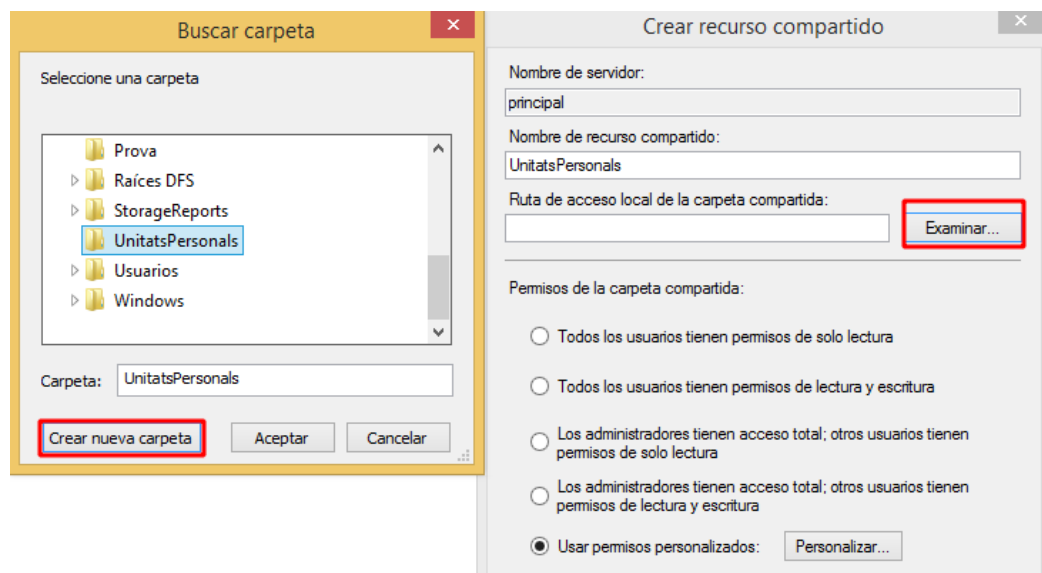 Buscar carpeta
Seleccione una carpeta
Prova
Raíces DFS
StorageReports
UnitatsPersonals
Usuarios
Windows
Carpeta: UnitatsPersonals
Crear nueva carpeta Aceptar Cancelar
Crear recurso compartido
Nombre de servidor:
principal
Nombre de recurso compartido:
UnitatsPersonals
Ruta de acceso local de la carpeta compartida:
Examinar...
Permisos de la carpeta compartida:
Todos los usuarios tienen permisos de solo lectura
Todos los usuarios tienen permisos de lectura y escritura
Los administradores tienen acceso total; otros usuarios tienen
permisos de solo lectura
Los administradores tienen acceso total; otros usuarios tienen
permisos de lectura y escritura
Usar permisos personalizados: Personalizar...